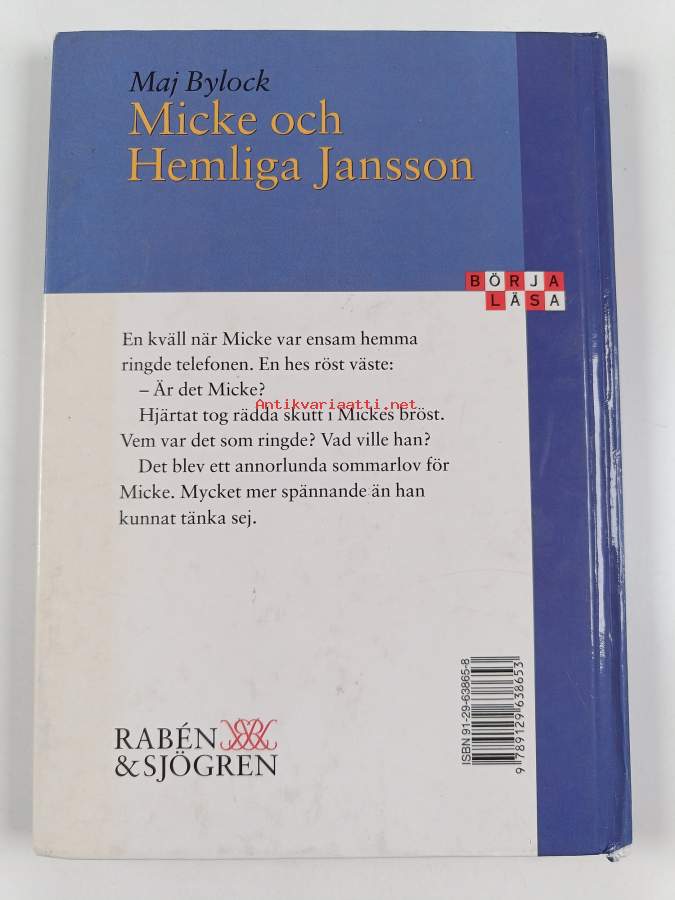 Maj Bylock
Micke och
Hemliga Jansson
BÖRJA
LÄSA
En kväll när Micke var ensam hemma
ringde telefonen. En hes röst väste:
– Är det Micke?
Antikvariaatti.net
Hjärtat tog rädda skutt i Mickes bröst.
Vem var det som ringde? Vad ville han?
Det blev ett annorlunda sommarlov för
Micke. Mycket mer spännande än han
kunnat tänka sej.
ISBN 91-29-63865-8
9 789129 638653
RABÉN
& SJÖGREN